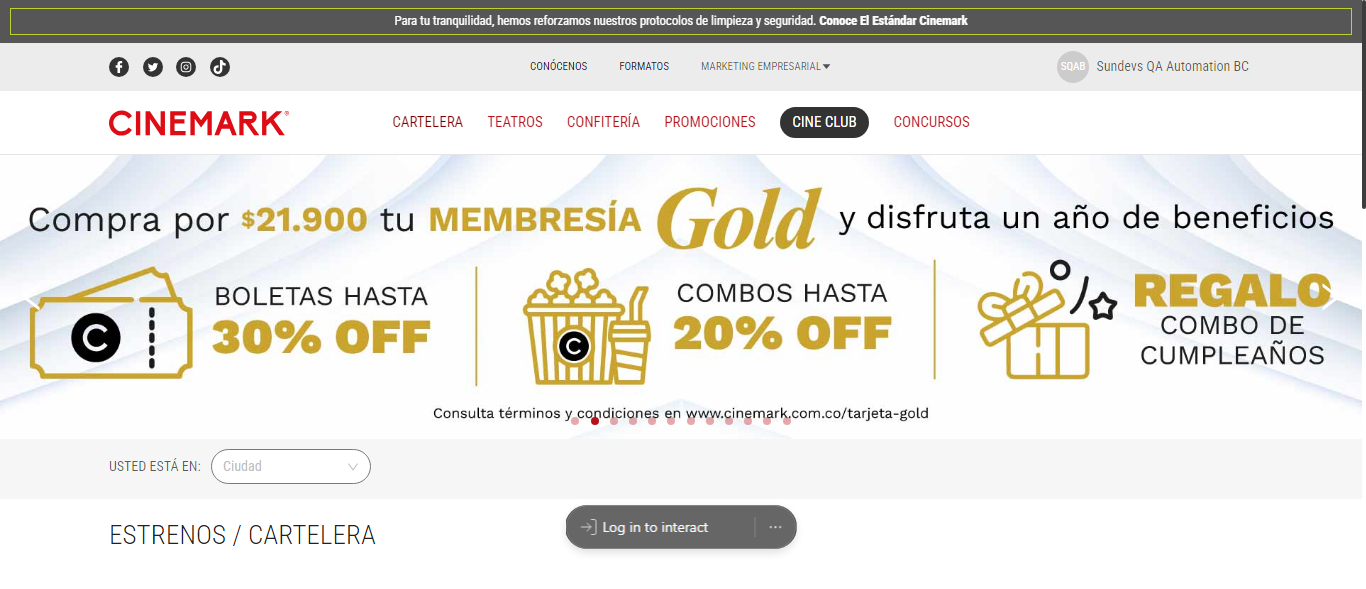 Para tu tranquilidad, hemos reforzamos nuestros protocolos de limpieza y seguridad. Conoce El Estándar Cinemark
CONÓCENOS FORMATOS MARKETING EMPRESARIAL
SQAB Sundevs QA Automation BC
CINEMARK®
CARTELERA TEATROS CONFITERÍA PROMOCIONES CINE CLUB CONCURSOS
Compra por $21.900 tu MEMBRESÍA Gold y disfruta un año de beneficios
BOLETAS HASTA
30% OFF
C
COMBOS HASTA
20% OFF
C
REGALO
COMBO DE
CUMPLEAÑOS
Consulta términos y condiciones en www.cinemark.com.co/tarjeta-gold
USTED ESTÁ EN: Ciudad
Log in to interact
ESTRENOS / CARTELERA